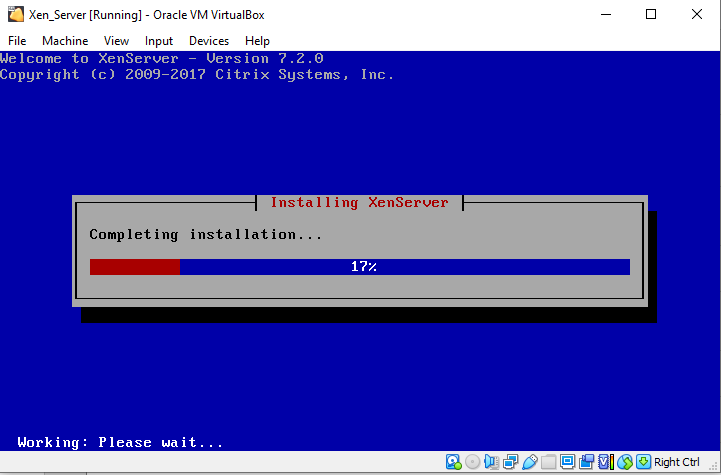 Xen_Server [Running] - Oracle VM VirtualBox
File Machine View Input Devices Help
Welcome to XenServer - Version 7.2.0
Copyright (c) 2009-2017 Citrix Systems, Inc.
Installing XenServer
Completing installation...
17%
Working: Please wait...
Right Ctrl